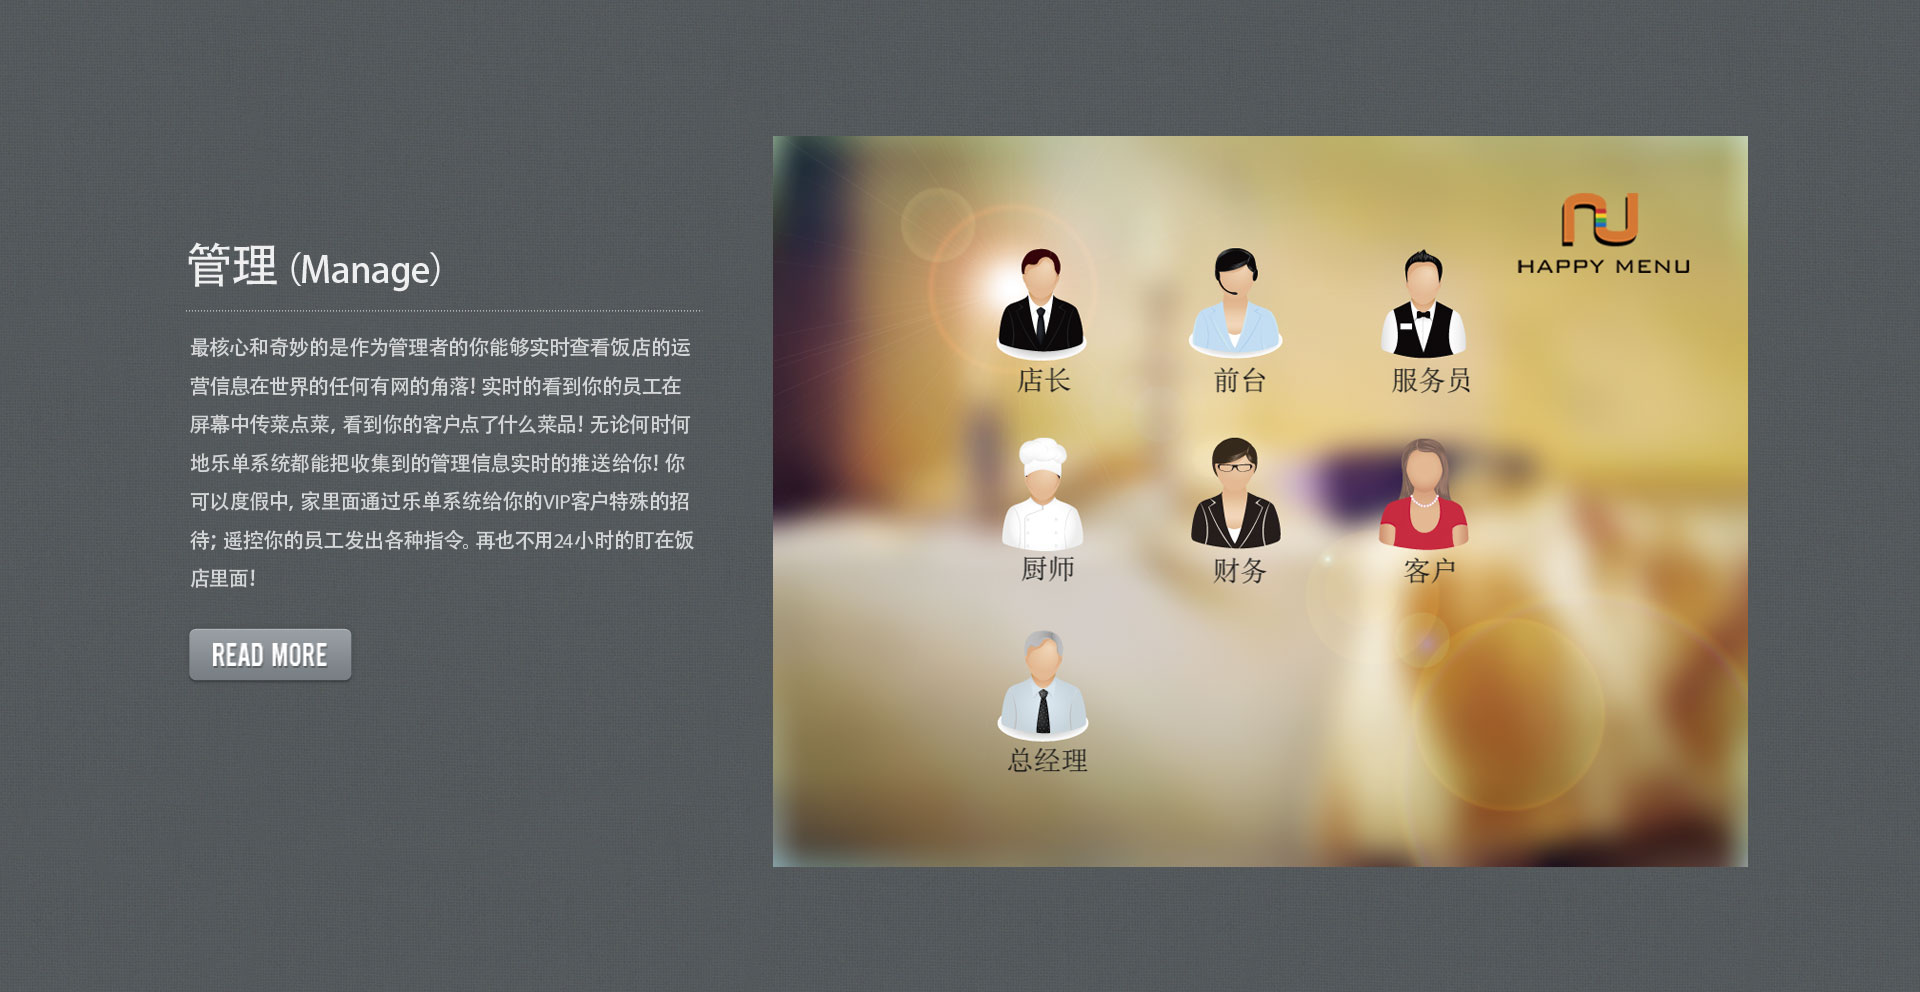 管理（Manage）
最核心和奇妙的是作为管理者的你能够实时查看饭店的运
营信息在世界的任何有网的角落！实时的看到你的员工在
屏幕中传菜点菜，看到你的客户点了什么菜品！无论何时何
地乐单系统都能把收集到的管理信息实时的推送给你！你
可以度假中，家里面通过乐单系统给你的VIP客户特殊的招
待；遥控你的员工发出各种指令。再也不用24小时的盯在饭
店里面！
READ MORE
HAPPY MENU
店长
前台
服务员
厨师
财务
客户
总经理